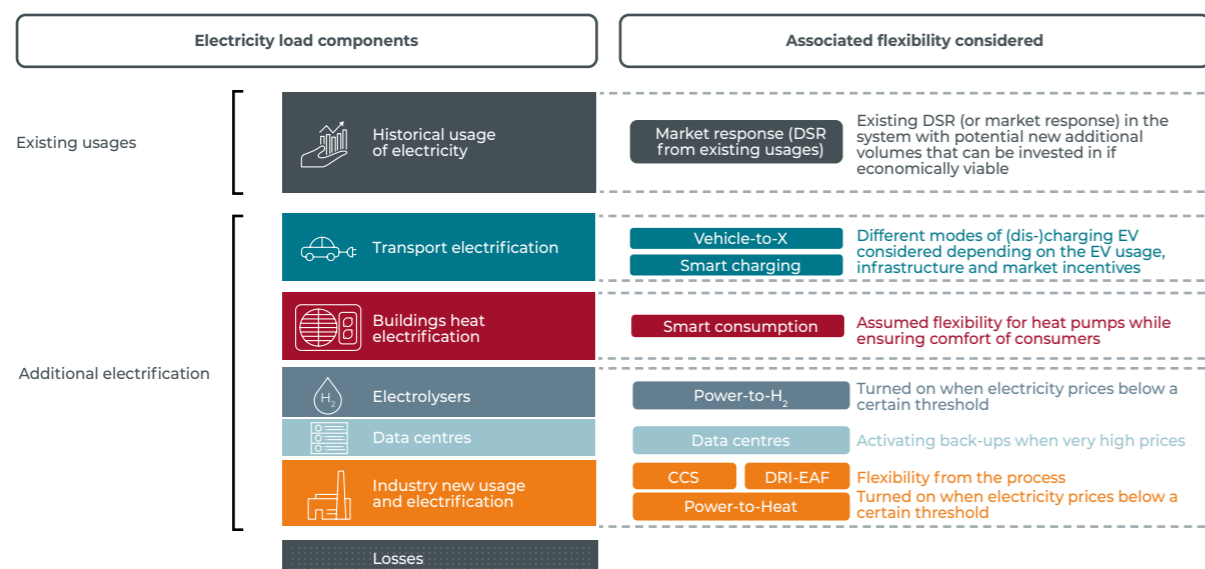 Electricity load components
Associated flexibility considered
Existing usages
Historical usage
of electricity
Market response (DSR
from existing usages)
Existing DSR (or market response) in the
system with potential new additional
volumes that can be invested in if
economically viable
Additional electrification
Transport electrification
Vehicle-to-X
Smart charging
Different modes of (dis-)charging EV
considered depending on the EV usage,
infrastructure and market incentives
Buildings heat
electrification
Smart consumption
Assumed flexibility for heat pumps while
ensuring comfort of consumers
H₂
Electrolysers
Power-to-H₂
Turned on when electricity prices below a
certain threshold
Data centres
Data centres
Activating back-ups when very high prices
Industry new usage
and electrification
CCS
DRI-EAF
Power-to-Heat
Flexibility from the process
Turned on when electricity prices below a
certain threshold
Losses